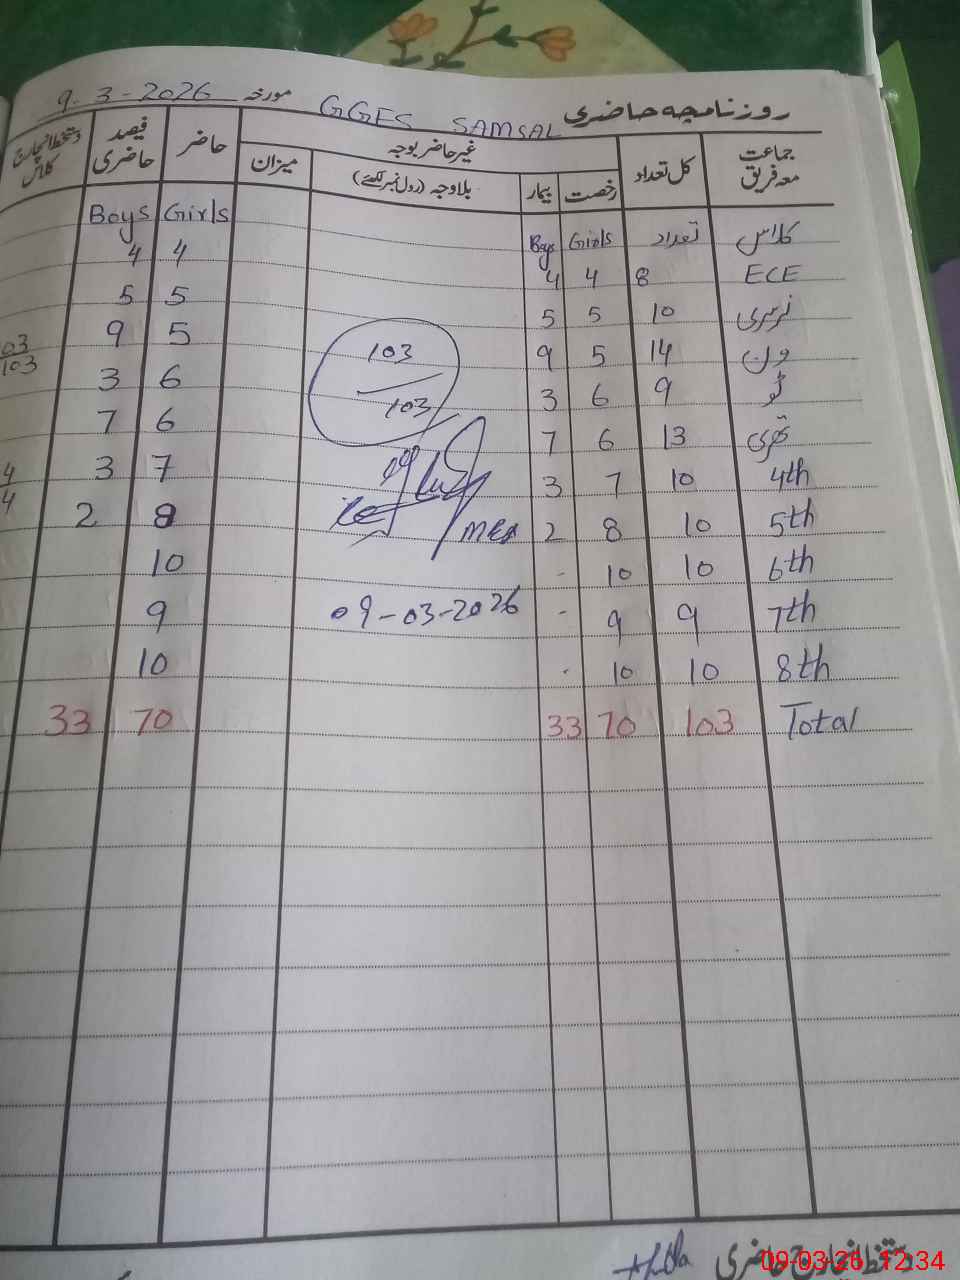 روزنامچہ حاضری GGES SAMSAL مورخہ 9-3-2026
جماعت معہ فریق کل تعداد غیر حاضر بوجہ حاضر فیصد حاضری دستخط انچارج کلاس
رخصت بیمار بلاوجہ (رول نمبر لکھئے) میزان
کلاس تعداد Girls Boys Girls Boys
ECE 8 4 4 4 4
نرسری 10 5 5 5 5
ون 14 5 9 5 9
ٹو 9 6 3 6 3
تھری 13 6 7 6 7
4th 10 7 3 7 3
5th 10 8 2 8 2
6th 10 10 - 10
7th 9 9 - 9
8th 10 10 - 10
Total 103 70 33 70 33
103
103
MEA
09-03-2026
03
103
4
4
دستخط انچارج حاضری
09-03-26, 12:34